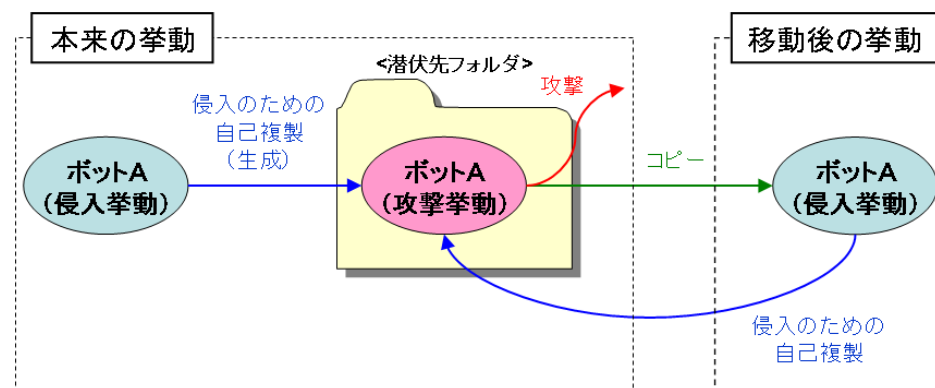 本来の挙動
移動後の挙動
<潜伏先フォルダ>
攻撃
侵入のための
自己複製
(生成)
コピー
ボットA
(侵入挙動)
ボットA
(攻撃挙動)
ボットA
(侵入挙動)
侵入のための
自己複製